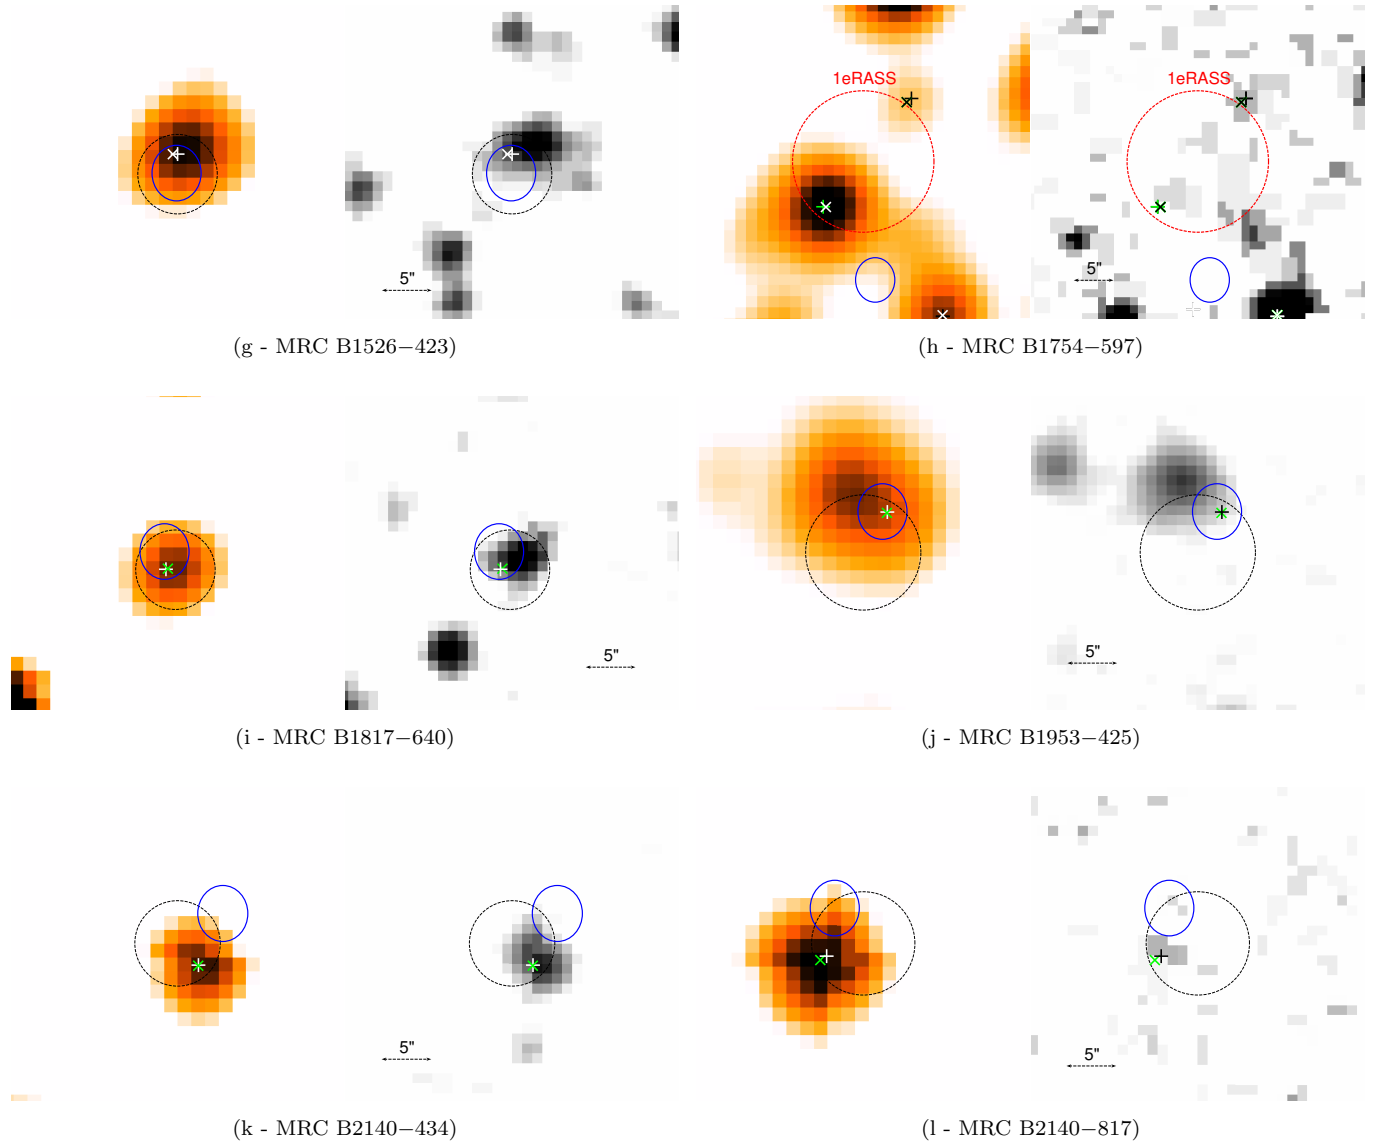 5"
(g - MRC B1526−423)
1eRASS
1eRASS
5"
(h - MRC B1754−597)
5"
(i - MRC B1817−640)
5"
(j - MRC B1953−425)
5"
(k - MRC B2140−434)
5"
(l - MRC B2140−817)